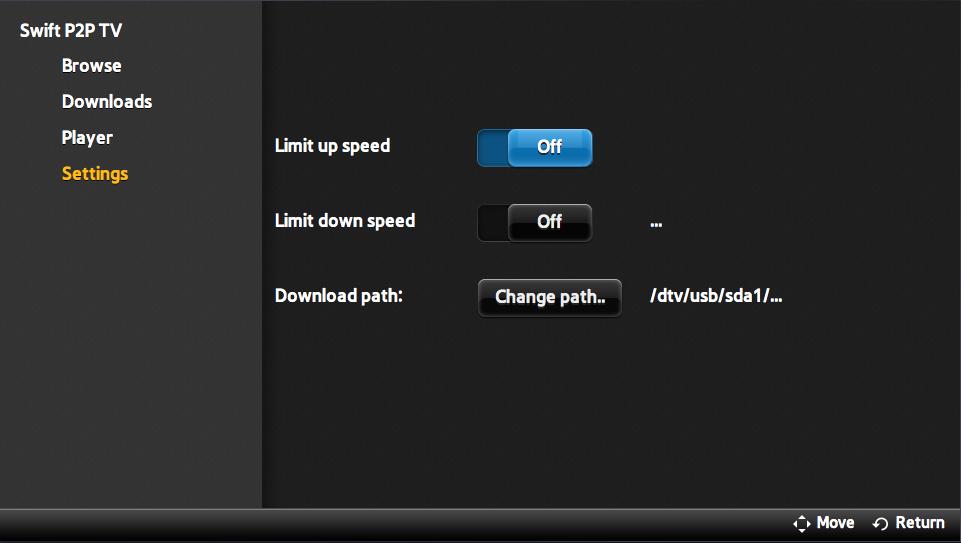 Swift P2P TV
Browse
Downloads
Player
Settings
Limit up speed Off
Limit down speed Off ...
Download path: Change path.. /dtv/usb/sda1/...
Move Return